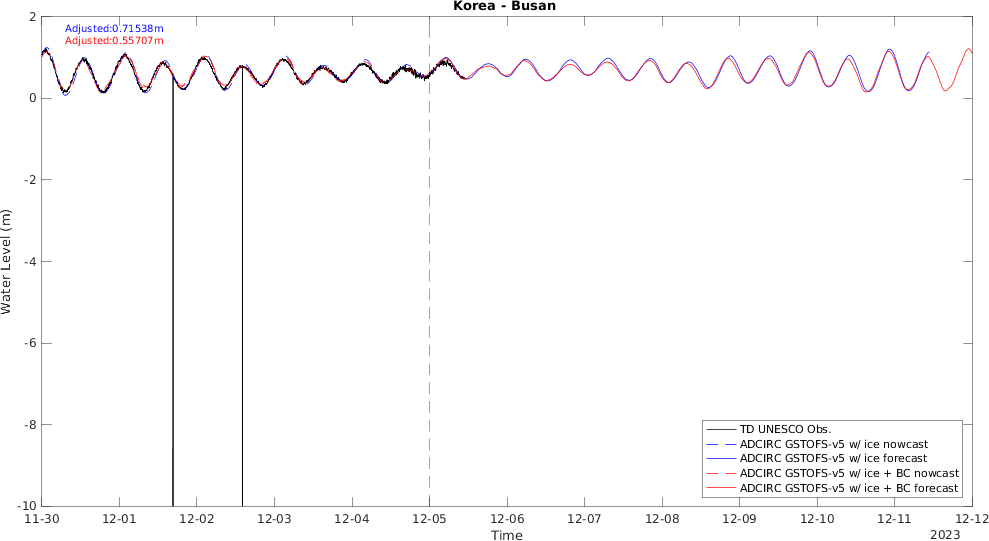 Korea - Busan
Adjusted:0.71538m
Adjusted:0.55707m
2
0
-2
-4
-6
-8
-10
Water Level (m)
TD UNESCO Obs.
ADCIRC GSTOFS-v5 w/ ice nowcast
ADCIRC GSTOFS-v5 w/ ice forecast
ADCIRC GSTOFS-v5 w/ ice + BC nowcast
ADCIRC GSTOFS-v5 w/ ice + BC forecast
11-30 12-01 12-02 12-03 12-04 12-05 12-06 12-07 12-08 12-09 12-10 12-11 12-12
Time
2023